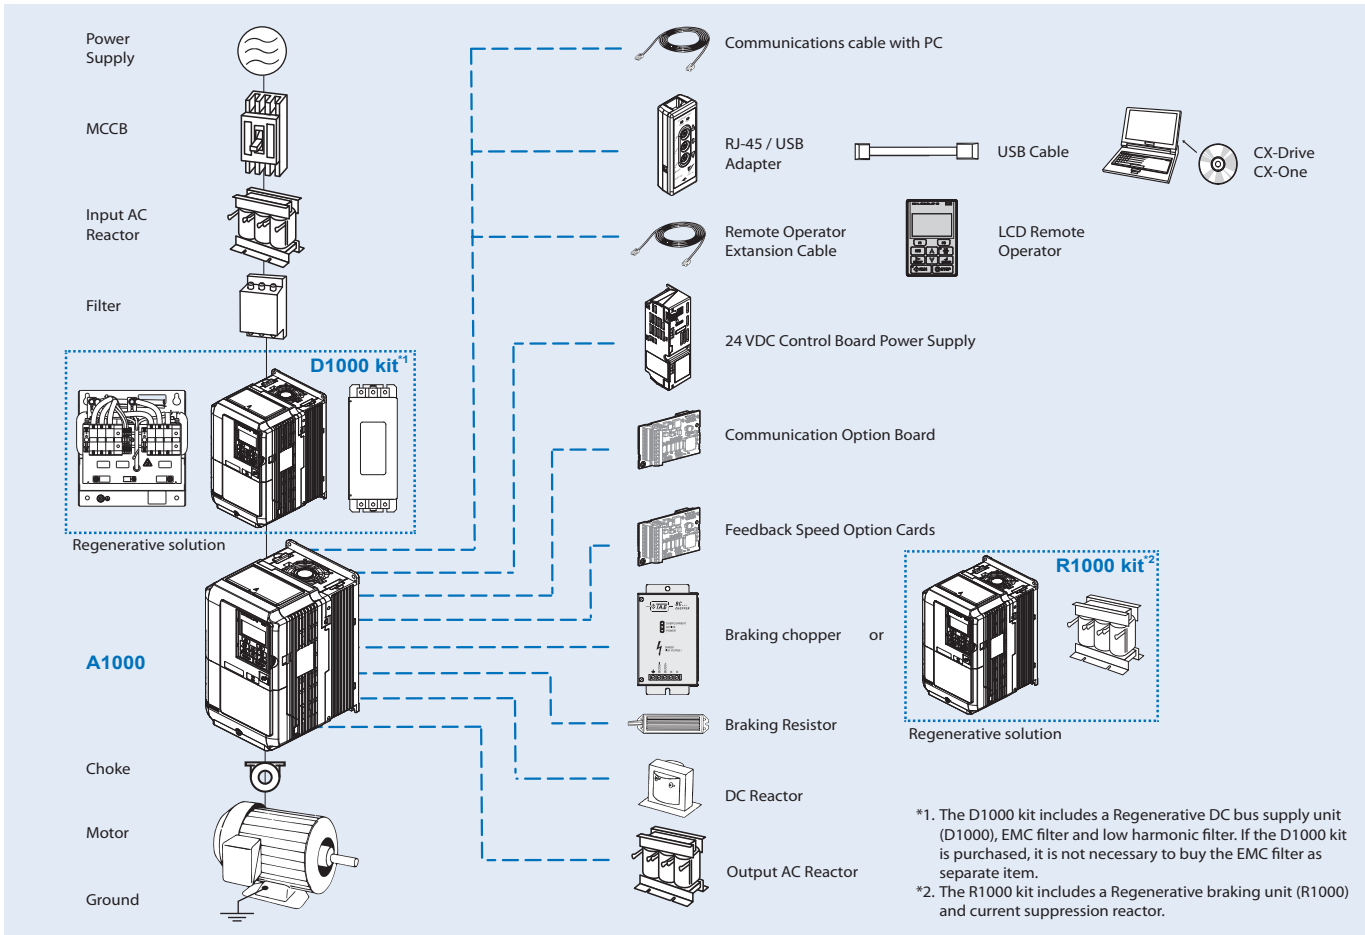 Power
Supply
MCCB
Input AC
Reactor
Filter
D1000 kit*1
Regenerative solution
A1000
Choke
Motor
Ground
Communications cable with PC
RJ-45 / USB
Adapter
USB Cable
CX-Drive
CX-One
Remote Operator
Extension Cable
LCD Remote
Operator
24 VDC Control Board Power Supply
Communication Option Board
Feedback Speed Option Cards
Braking chopper or
R1000 kit*2
Regenerative solution
Braking Resistor
DC Reactor
Output AC Reactor
*1. The D1000 kit includes a Regenerative DC bus supply unit
(D1000), EMC filter and low harmonic filter. If the D1000 kit
is purchased, it is not necessary to buy the EMC filter as
separate item.
*2. The R1000 kit includes a Regenerative braking unit (R1000)
and current suppression reactor.